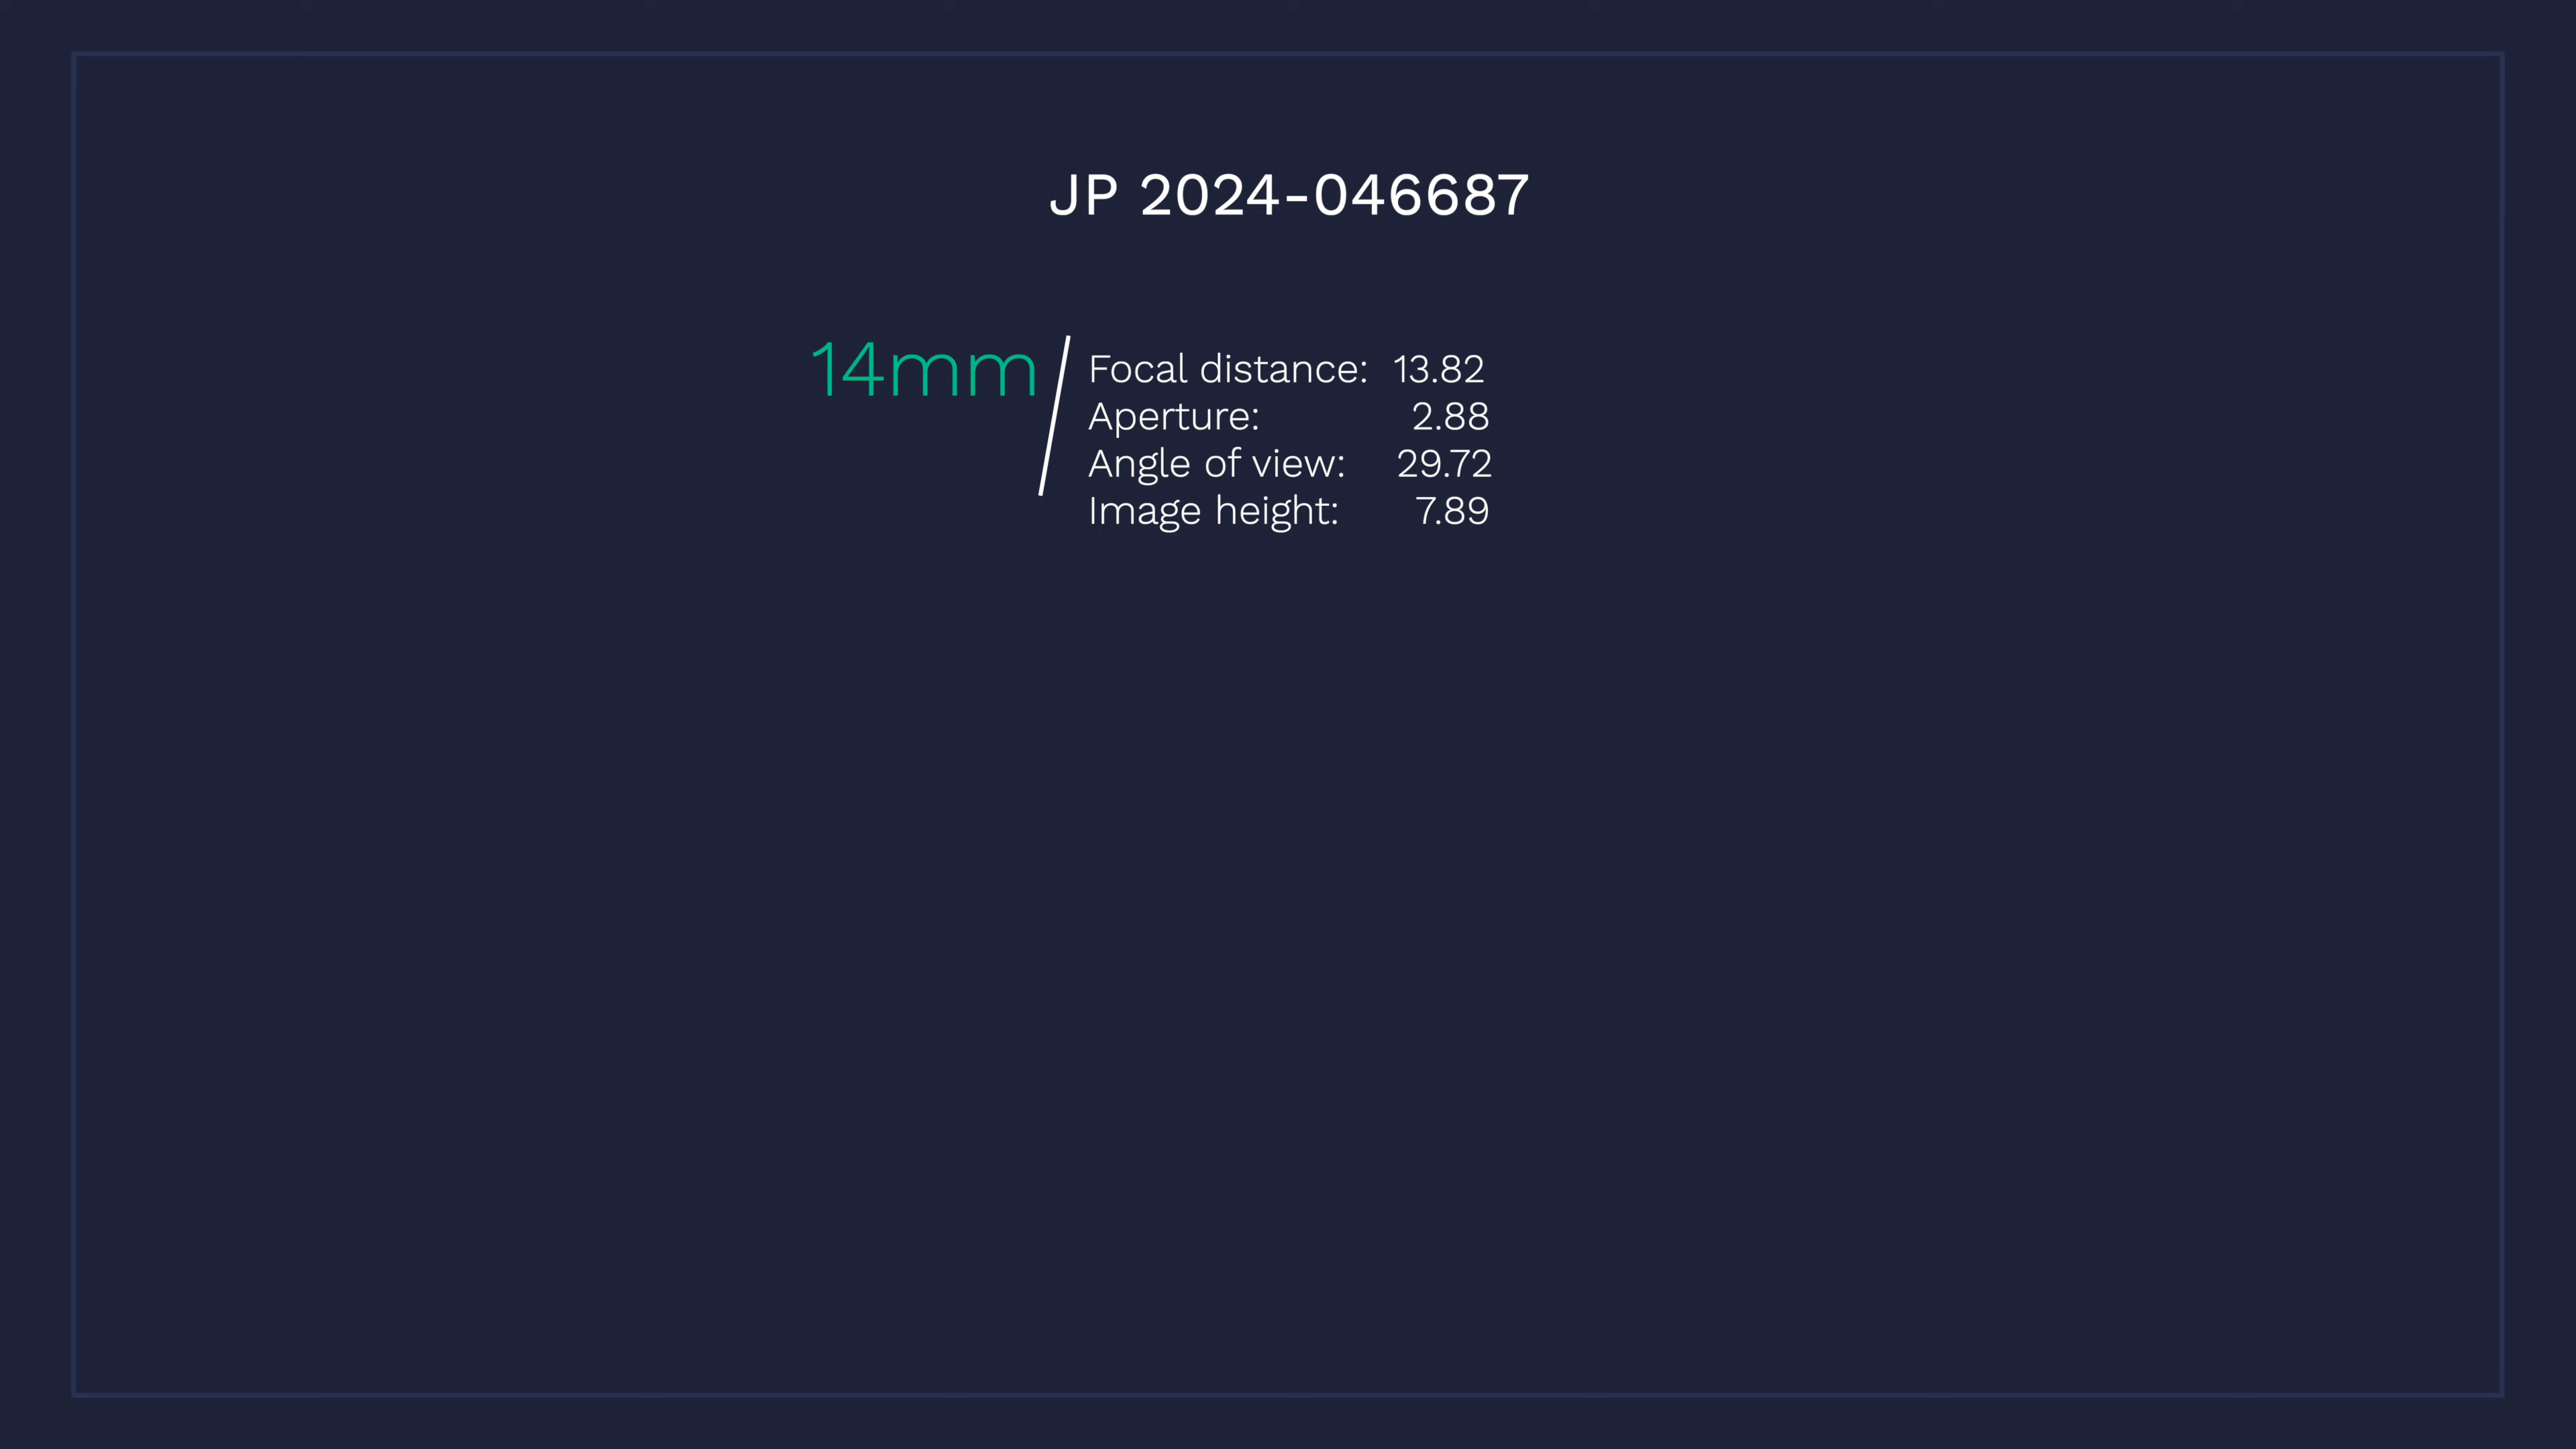 JP 2024-046687
14mm
Focal distance: 13.82
Aperture: 2.88
Angle of view: 29.72
Image height: 7.89